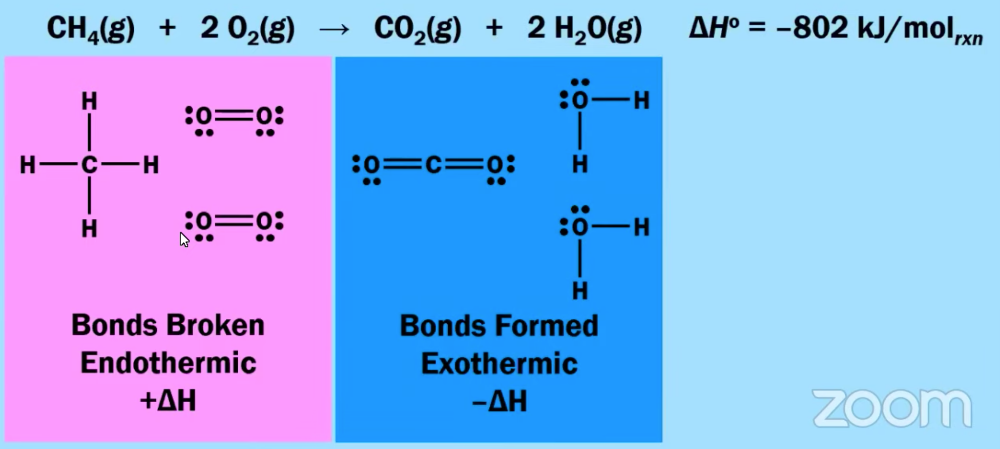 CH₄(g) + 2 O₂(g) → CO₂(g) + 2 H₂O(g) ΔH° = –802 kJ/molᵣₓₙ
H
:O=O:
O—H
H—C—H
:O=C=O:
H
H
:O=O:
O—H
H
Bonds Broken
Endothermic
+ΔH
Bonds Formed
Exothermic
–ΔH
zoom